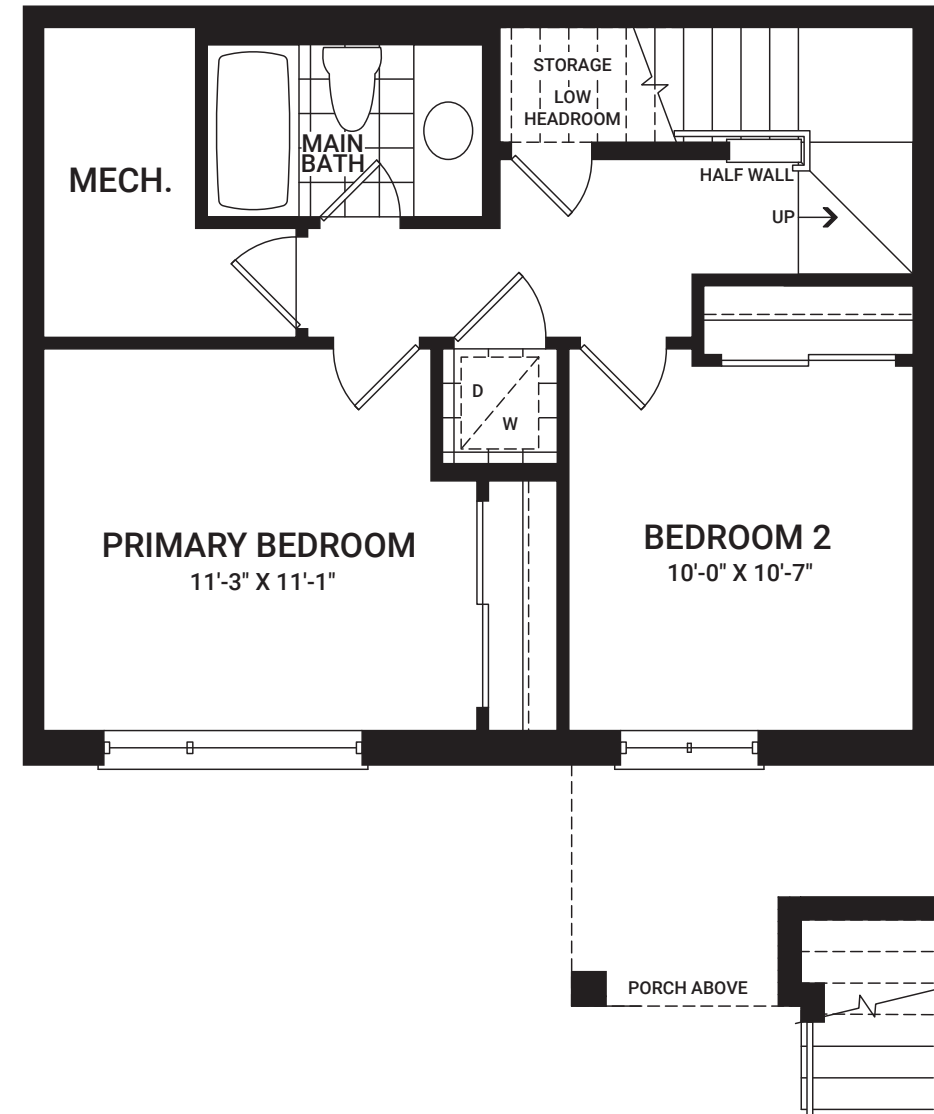 STORAGE
LOW
HEADROOM
MAIN
BATH
MECH.
HALF WALL
UP
D
W
PRIMARY BEDROOM
11'-3" X 11'-1"
BEDROOM 2
10'-0" X 10'-7"
PORCH ABOVE